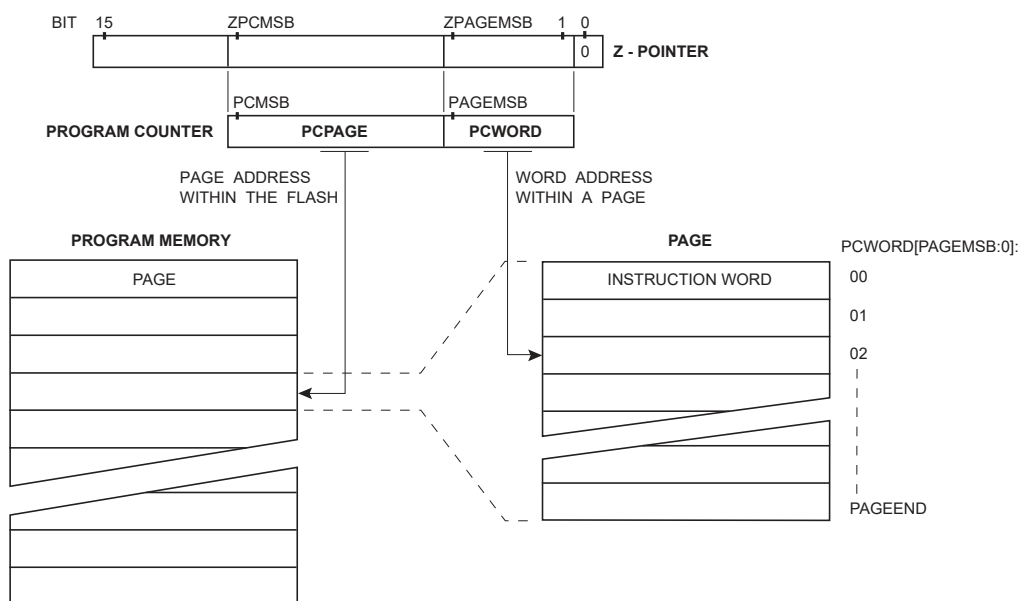 BIT 15 ZPCMSB ZPAGEMSB 1 0
0 Z - POINTER
PCMSB PAGEMSB
PROGRAM COUNTER PCPAGE PCWORD
PAGE ADDRESS
WITHIN THE FLASH
WORD ADDRESS
WITHIN A PAGE
PROGRAM MEMORY
PAGE
PAGE
INSTRUCTION WORD
PCWORD[PAGEMSB:0]:
00
01
02
PAGEEND